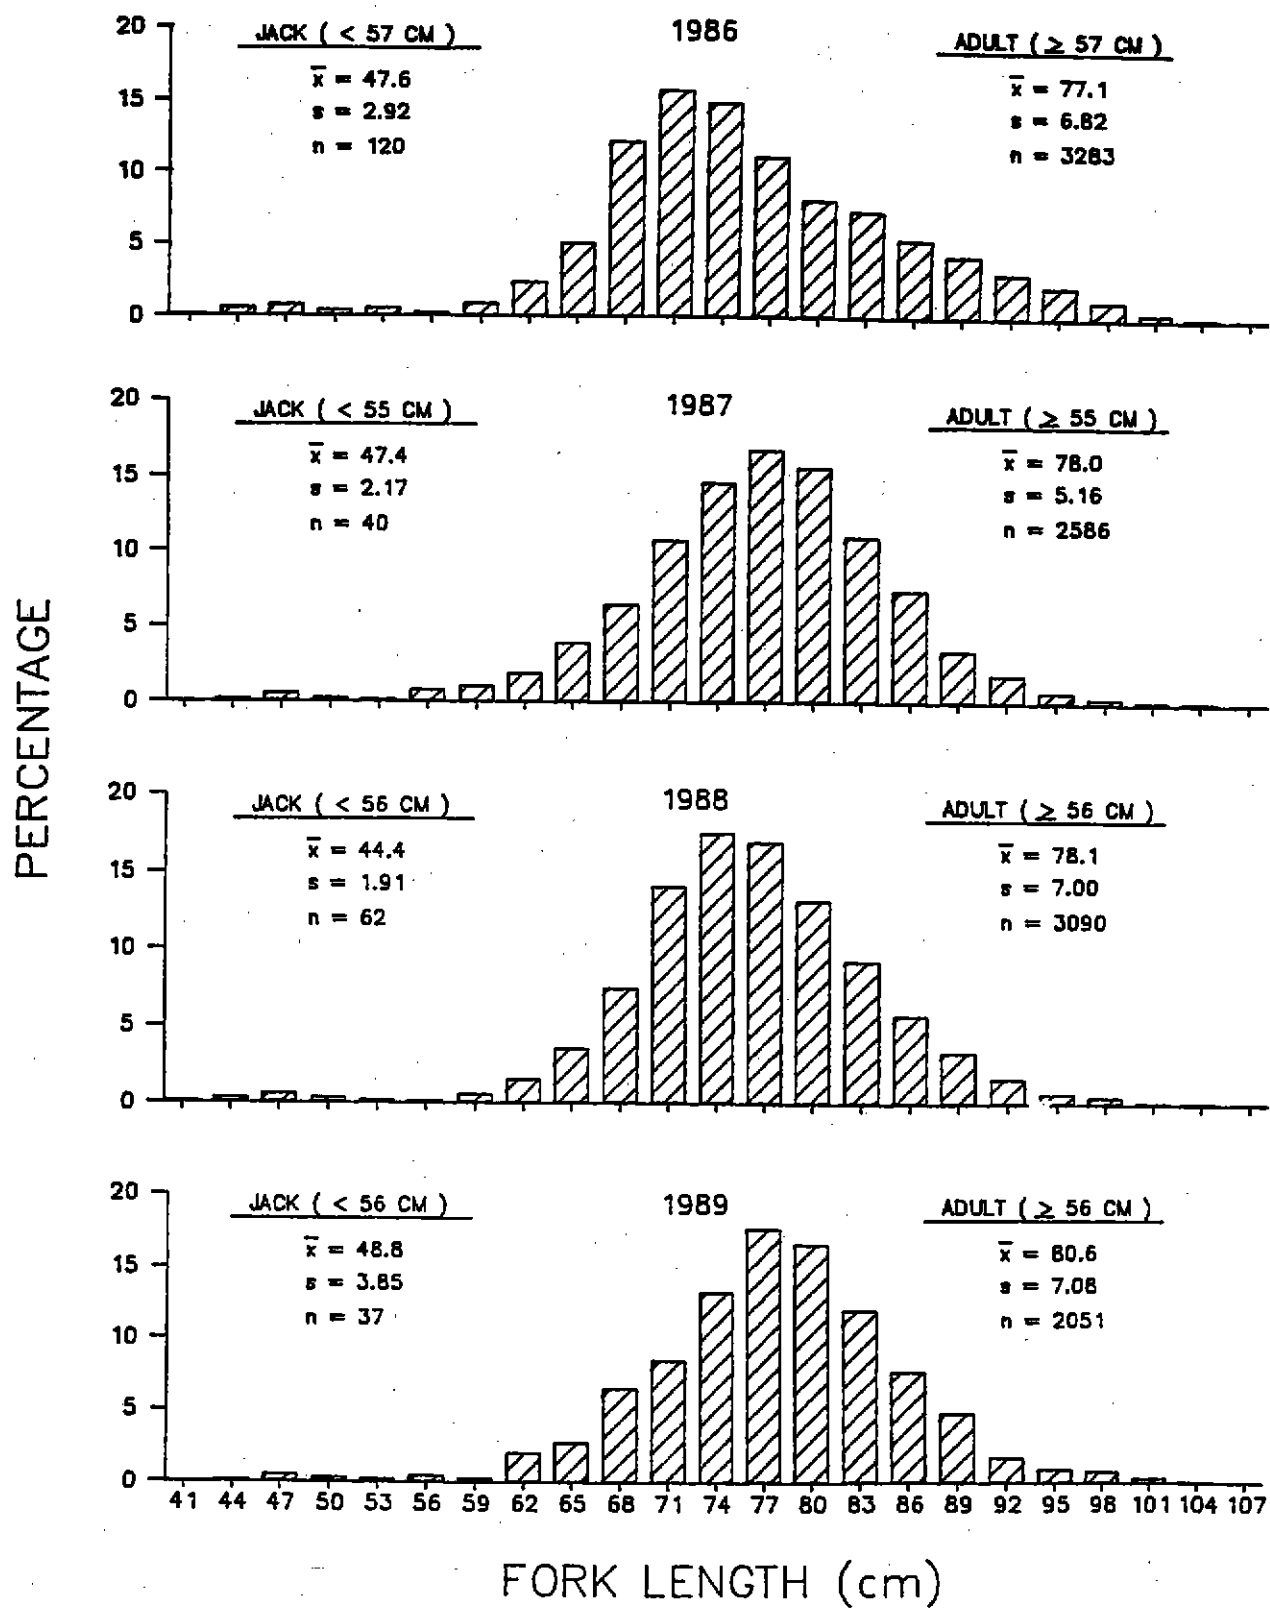 PERCENTAGE
20
15
10
5
0
JACK ( < 57 CM )
x̄ = 47.6
s = 2.92
n = 120
1986
ADULT ( ≥ 57 CM )
x̄ = 77.1
s = 6.82
n = 3283
20
15
10
5
0
JACK ( < 55 CM )
x̄ = 47.4
s = 2.17
n = 40
1987
ADULT ( ≥ 55 CM )
x̄ = 78.0
s = 5.16
n = 2586
20
15
10
5
0
JACK ( < 56 CM )
x̄ = 44.4
s = 1.91
n = 62
1988
ADULT ( ≥ 56 CM )
x̄ = 78.1
s = 7.00
n = 3090
20
15
10
5
0
JACK ( < 56 CM )
x̄ = 48.8
s = 3.85
n = 37
1989
ADULT ( ≥ 56 CM )
x̄ = 80.6
s = 7.08
n = 2051
41 44 47 50 53 56 59 62 65 68 71 74 77 80 83 86 89 92 95 98 101 104 107
FORK LENGTH (cm)